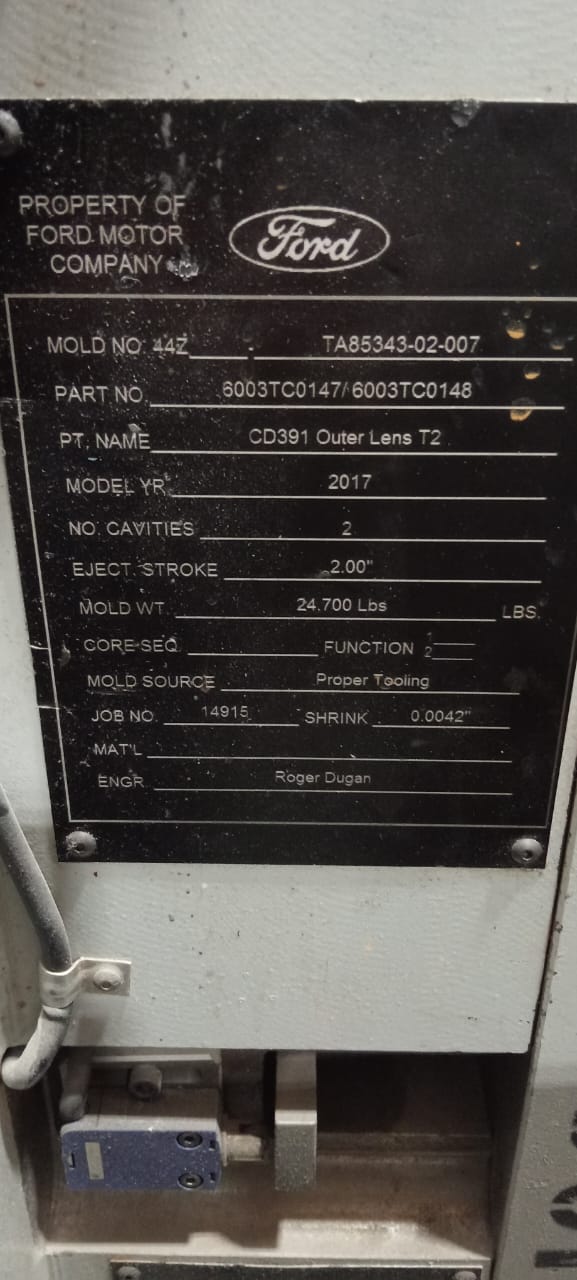 PROPERTY OF
FORD MOTOR
COMPANY
Ford
MOLD NO. 44Z - TA85343-02-007
PART NO. 6003TC0147/6003TC0148
PT. NAME CD391 Outer Lens T2
MODEL YR. 2017
NO. CAVITIES 2
EJECT. STROKE 2.00"
MOLD WT. 24.700 Lbs LBS.
CORE SEQ. FUNCTION 1
2
MOLD SOURCE Proper Tooling
JOB NO. 14915 SHRINK 0.0042"
MAT'L
ENGR. Roger Dugan